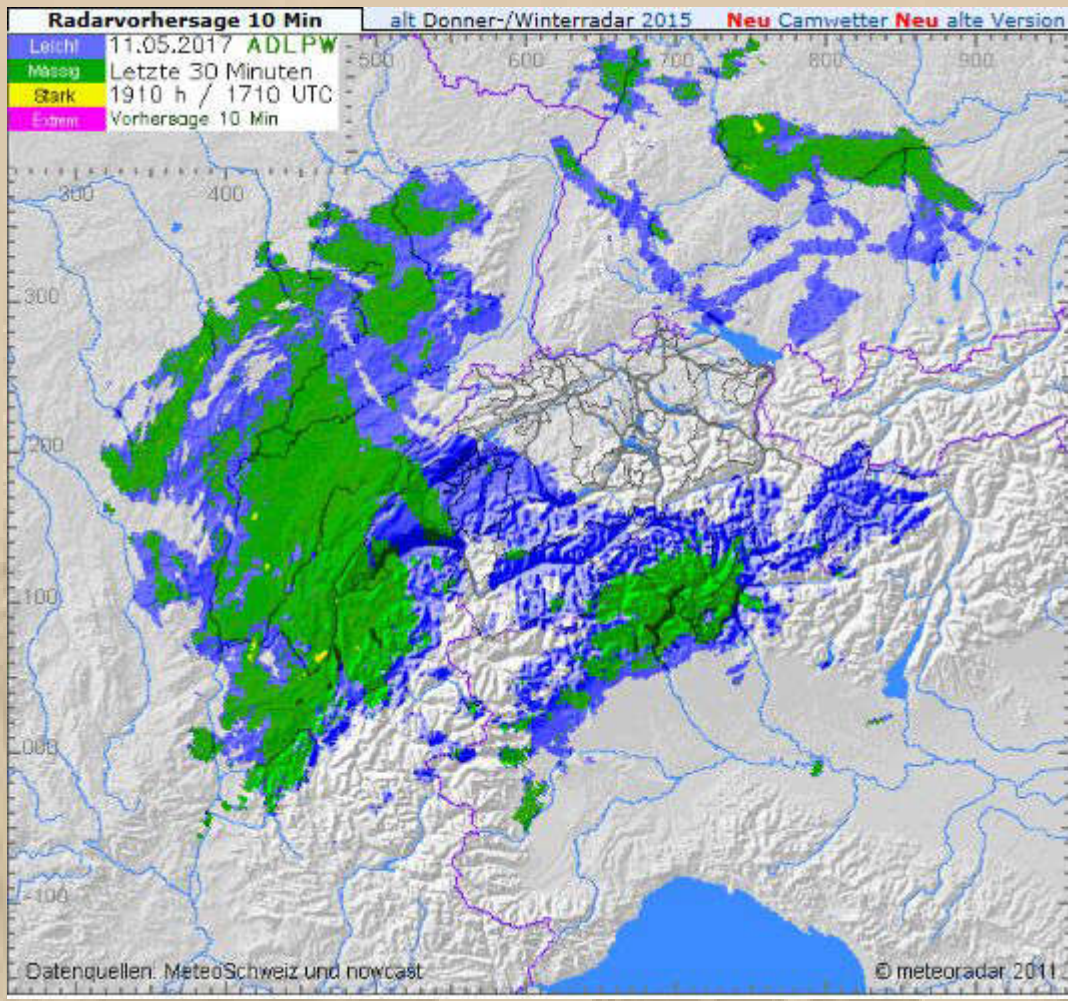 Radarvorhersage 10 Min alt Donner-/Winterradar 2015 Neu Camwetter Neu alte Version
Leicht 11.05.2017 ADLPW
Mässig Letzte 30 Minuten
Stark 1910 h / 1710 UTC
Extrem Vorhersage 10 Min
500 600 700 800 900
300 400
300
200
100
000
-100
Datenquellen: MeteoSchweiz und nowcast © meteoradar 2011